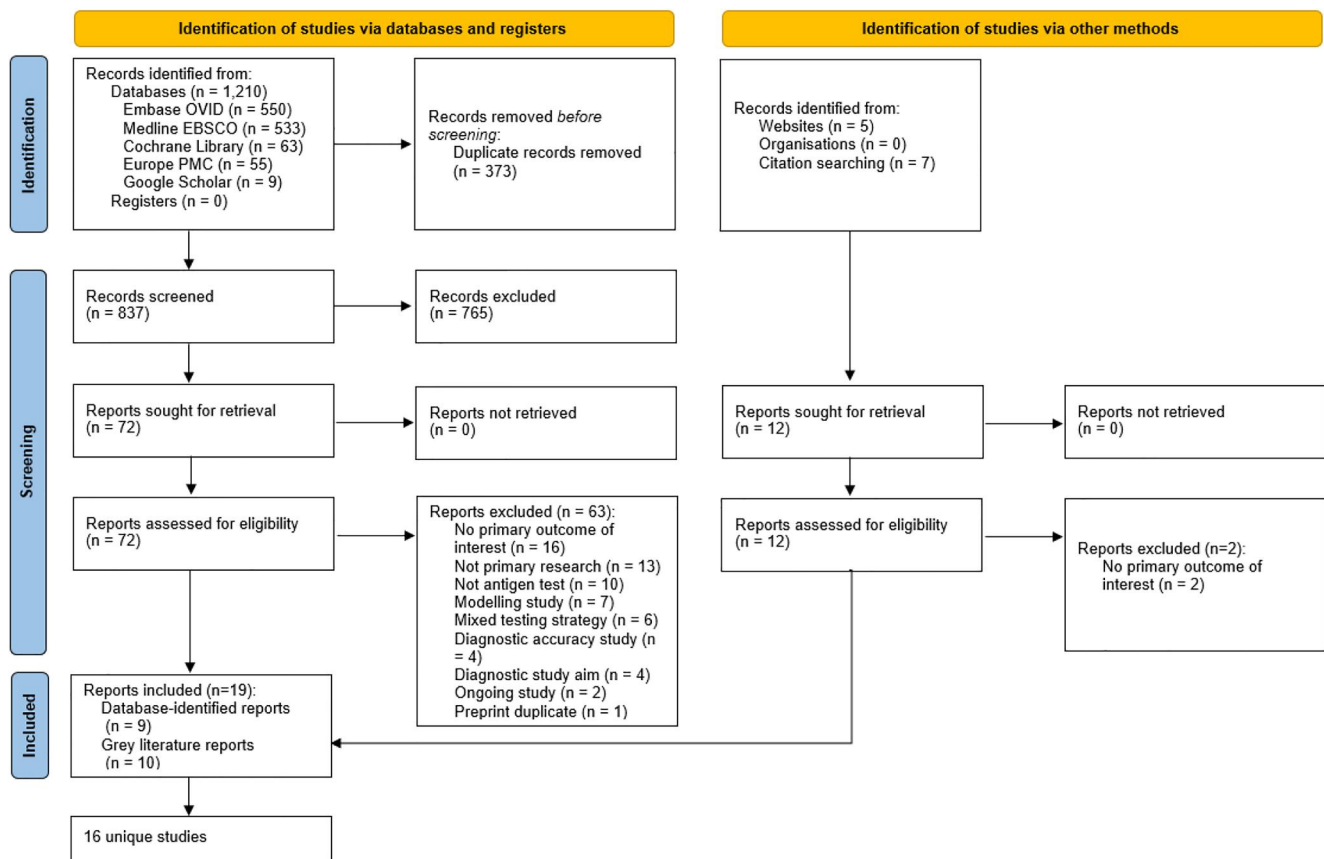 Identification of studies via databases and registers
Identification of studies via other methods
Identification
Records identified from:
Databases (n = 1,210)
Embase OVID (n = 550)
Medline EBSCO (n = 533)
Cochrane Library (n = 63)
Europe PMC (n = 55)
Google Scholar (n = 9)
Registers (n = 0)
Records removed before
screening:
Duplicate records removed
(n = 373)
Records identified from:
Websites (n = 5)
Organisations (n = 0)
Citation searching (n = 7)
Screening
Records screened
(n = 837)
Records excluded
(n = 765)
Reports sought for retrieval
(n = 72)
Reports not retrieved
(n = 0)
Reports sought for retrieval
(n = 12)
Reports not retrieved
(n = 0)
Reports assessed for eligibility
(n = 72)
Reports excluded (n = 63):
No primary outcome of
interest (n = 16)
Not primary research (n = 13)
Not antigen test (n = 10)
Modelling study (n = 7)
Mixed testing strategy (n = 6)
Diagnostic accuracy study (n
= 4)
Diagnostic study aim (n = 4)
Ongoing study (n = 2)
Preprint duplicate (n = 1)
Reports assessed for eligibility
(n = 12)
Reports excluded (n=2):
No primary outcome of
interest (n = 2)
Included
Reports included (n=19):
Database-identified reports
(n = 9)
Grey literature reports
(n = 10)
16 unique studies